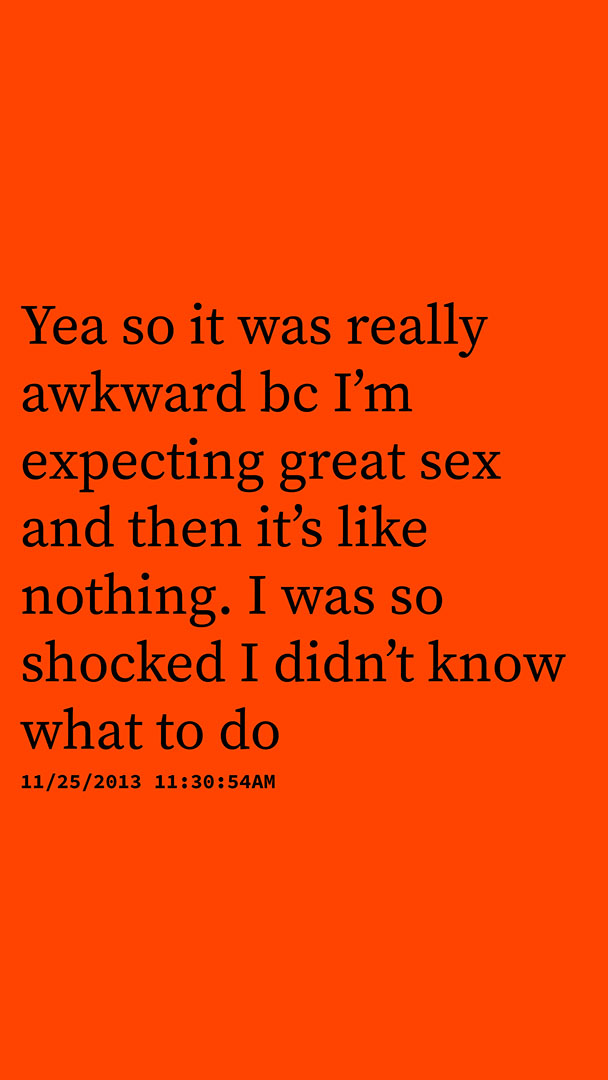 Yea so it was really
awkward bc I’m
expecting great sex
and then it’s like
nothing. I was so
shocked I didn’t know
what to do
11/25/2013 11:30:54AM